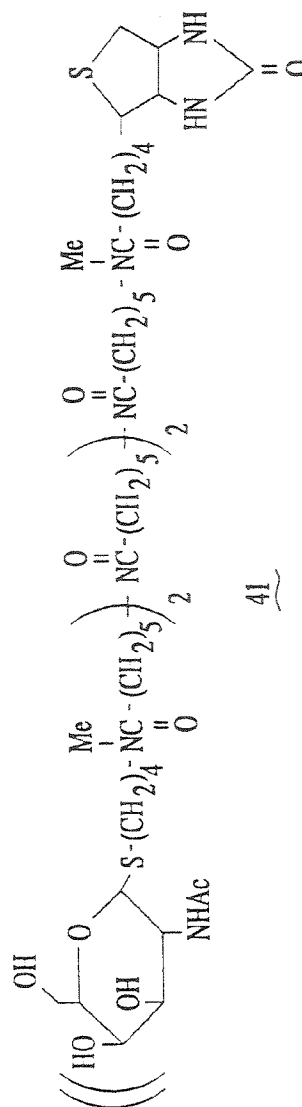 OH
O
HO
OH
NHAc
S-(CH2)4-NC-(CH2)5
Me
O
)2
NC-(CH2)5
O
)2
NC-(CH2)5-NC-(CH2)4
O
Me
O
S
HN
NH
O
41